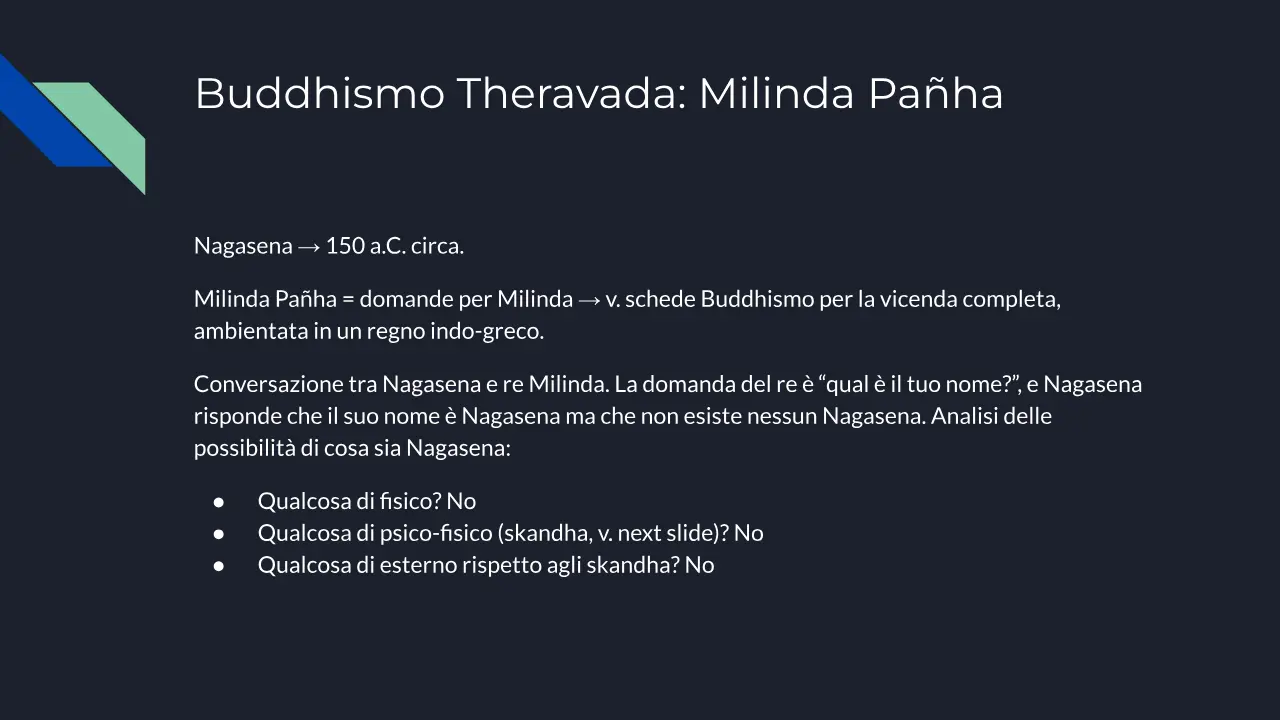 Buddhismo Theravada: Milinda Pañha
Nagasena → 150 a.C. circa.
Milinda Pañha = domande per Milinda → v. schede Buddhismo per la vicenda completa,
ambientata in un regno indo-greco.
Conversazione tra Nagasena e re Milinda. La domanda del re è “qual è il tuo nome?”, e Nagasena
risponde che il suo nome è Nagasena ma che non esiste nessun Nagasena. Analisi delle
possibilità di cosa sia Nagasena:
● Qualcosa di fisico? No
● Qualcosa di psico-fisico (skandha, v. next slide)? No
● Qualcosa di esterno rispetto agli skandha? No